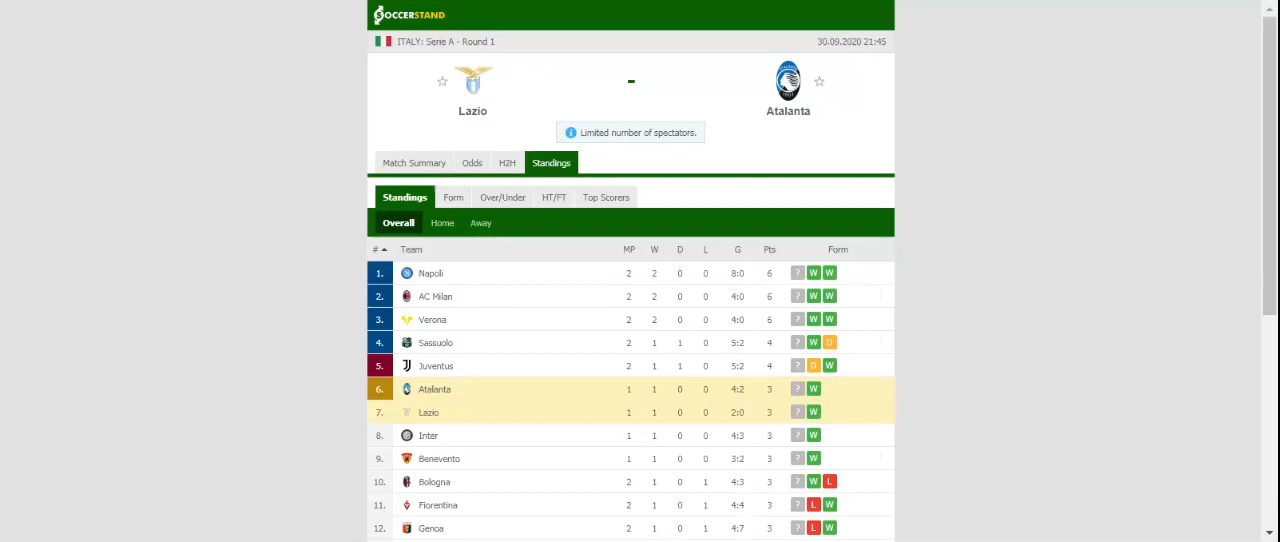 SOCCERSTAND
ITALY: Serie A - Round 1 30.09.2020 21:45
-
Lazio Atalanta
Limited number of spectators.
Match Summary Odds H2H Standings
Standings Form Over/Under HT/FT Top Scorers
Overall Home Away
# Team MP W D L G Pts Form
1. Napoli 2 2 0 0 8:0 6 ? W W
2. AC Milan 2 2 0 0 4:0 6 ? W W
3. Verona 2 2 0 0 4:0 6 ? W W
4. Sassuolo 2 1 1 0 5:2 4 ? W D
5. Juventus 2 1 1 0 5:2 4 ? D W
6. Atalanta 1 1 0 0 4:2 3 ? W
7. Lazio 1 1 0 0 2:0 3 ? W
8. Inter 1 1 0 0 4:3 3 ? W
9. Benevento 1 1 0 0 3:2 3 ? W
10. Bologna 2 1 0 1 4:3 3 ? W L
11. Fiorentina 2 1 0 1 4:4 3 ? L W
12. Genoa 2 1 0 1 4:7 3 ? L W